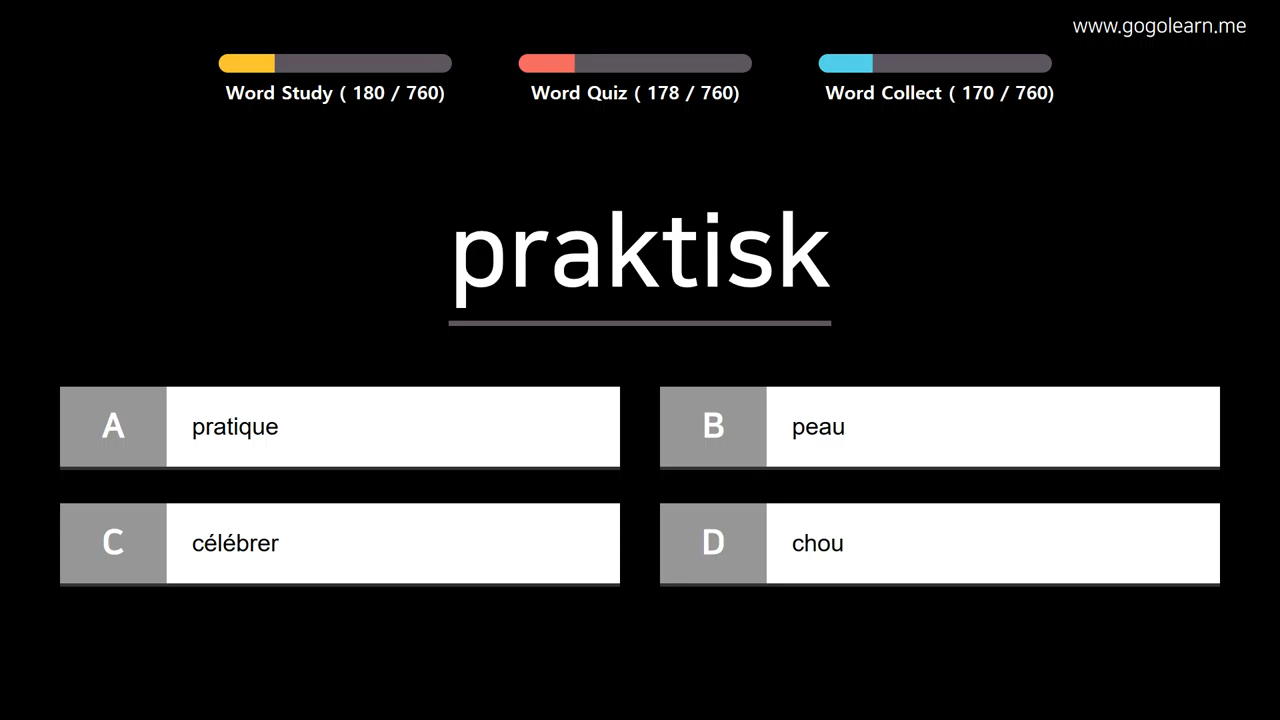 www.gogolearn.me
Word Study ( 180 / 760)
Word Quiz ( 178 / 760)
Word Collect ( 170 / 760)
praktisk
A pratique
B peau
C célébrer
D chou